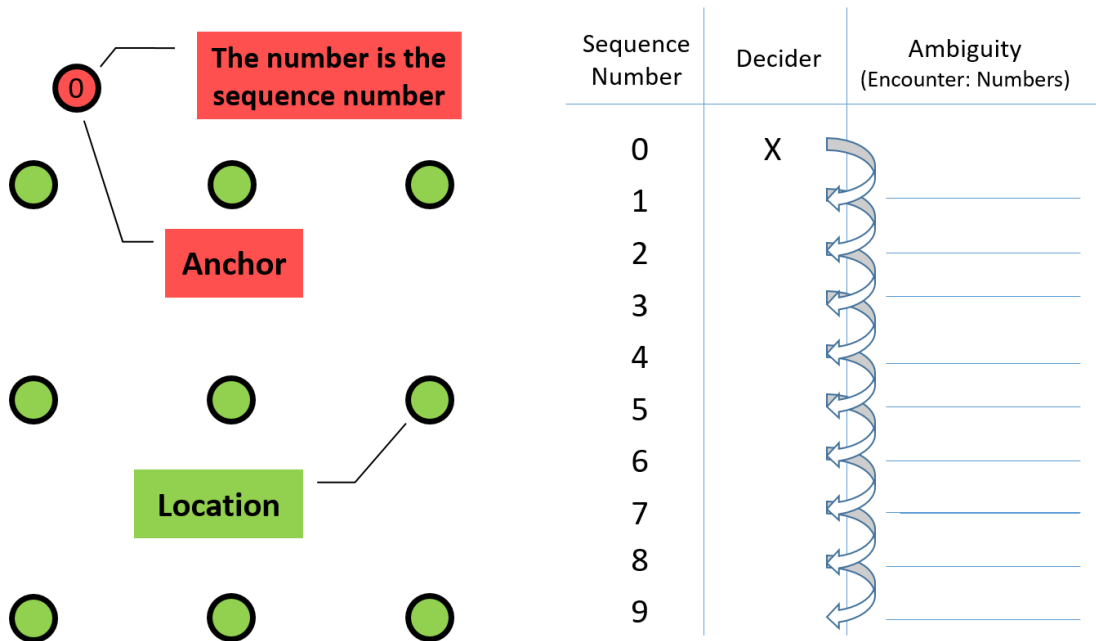 0
The number is the
sequence number
Anchor
Location
Sequence
Number
Decider
Ambiguity
(Encounter: Numbers)
0 X
1
2
3
4
5
6
7
8
9